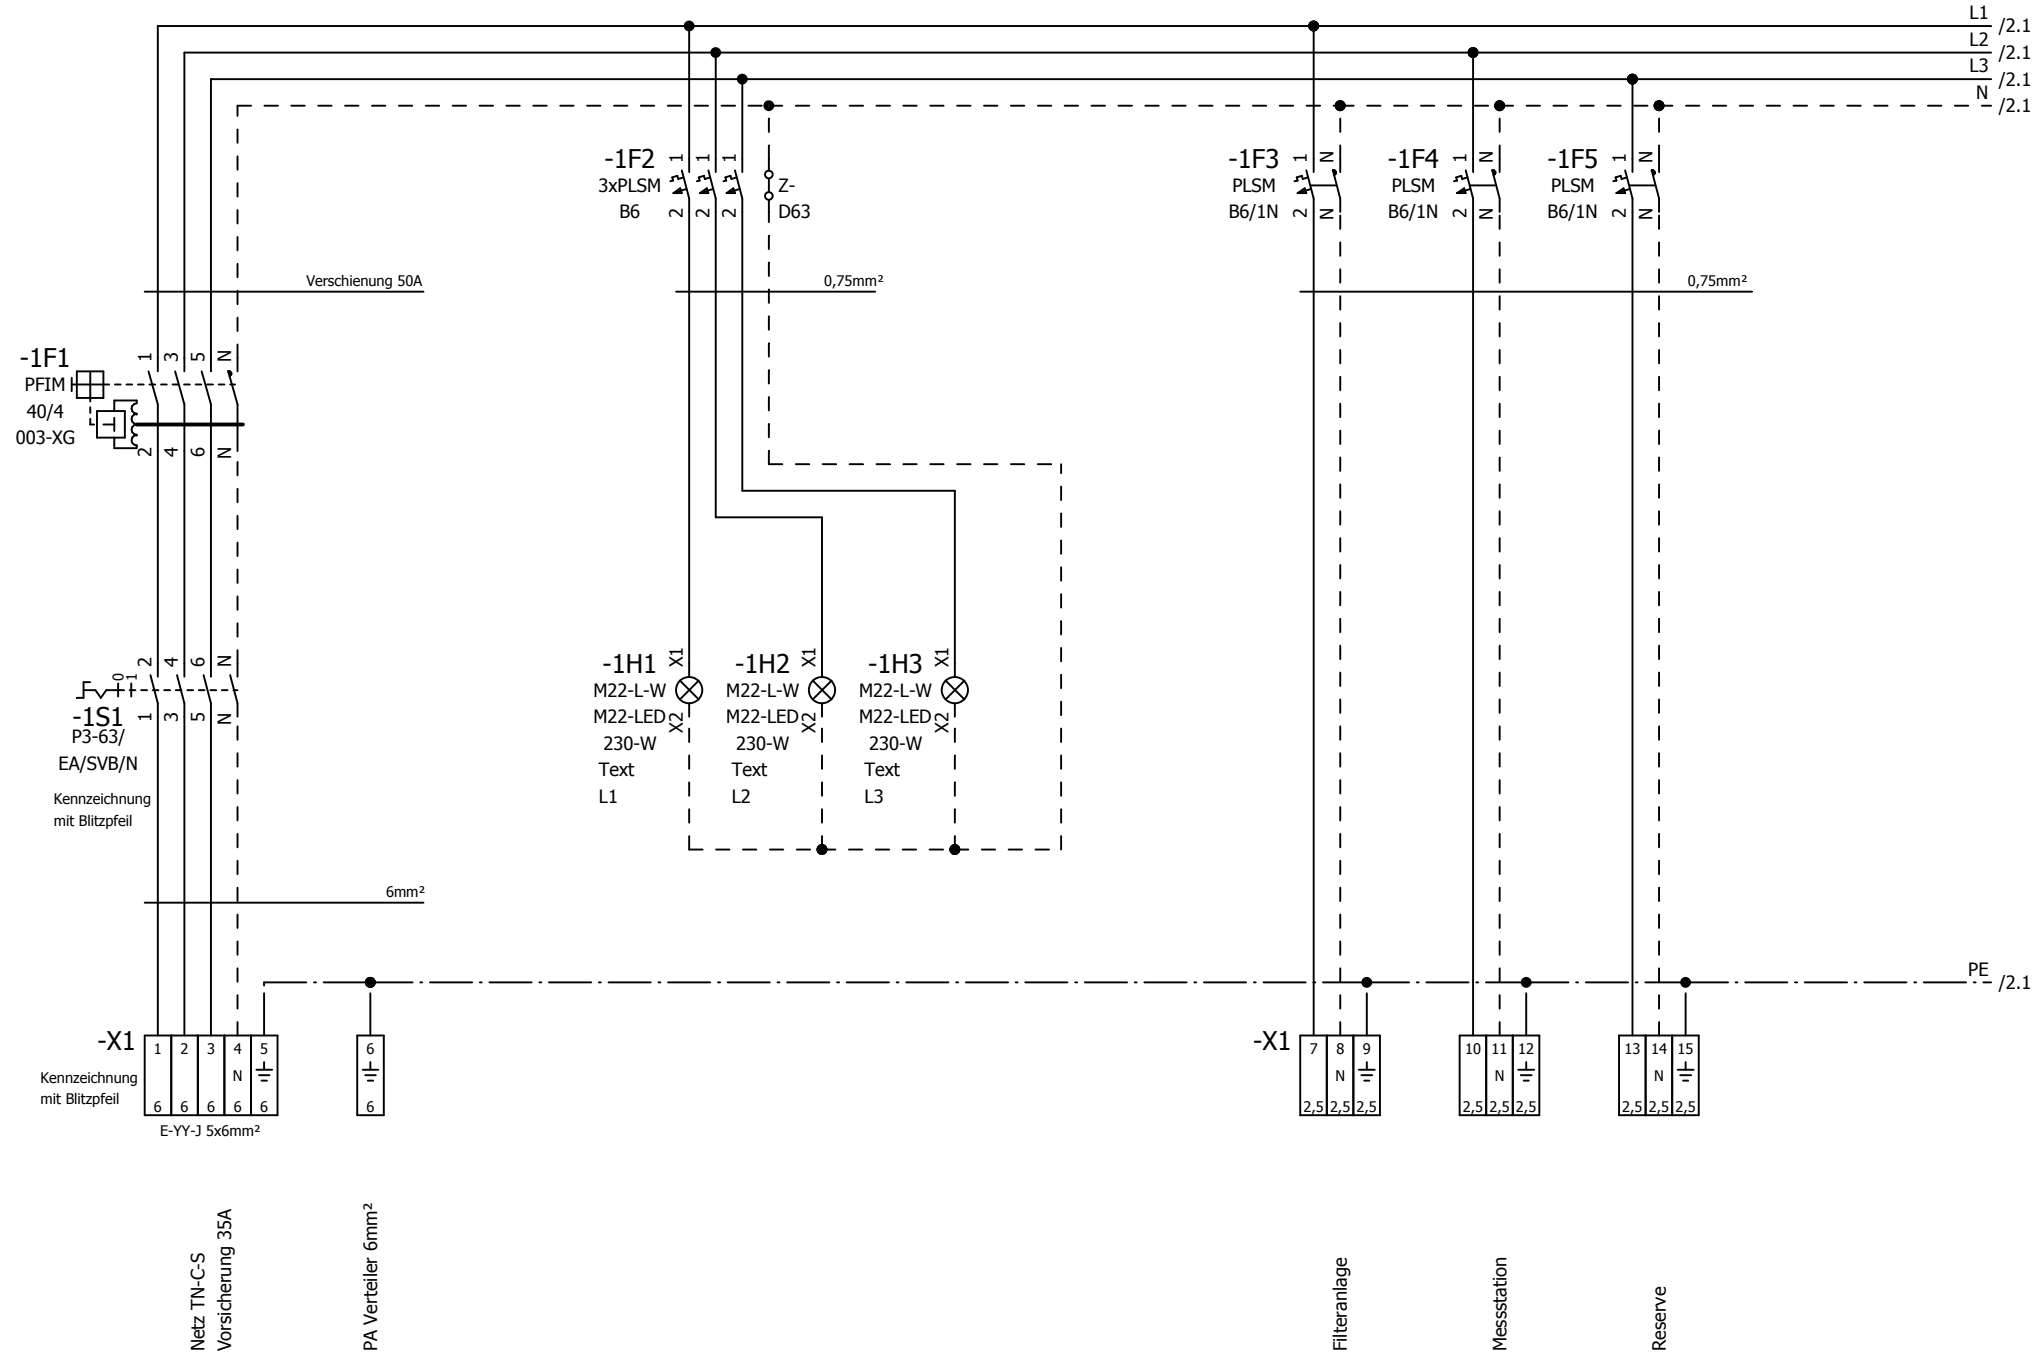 L1 /2.1
L2 /2.1
L3 /2.1
N /2.1
-1F2
3xPLSM
B6
1 1 1
2 2 2
Z-
D63
-1F3
PLSM
B6/1N
1 N
2 N
-1F4
PLSM
B6/1N
1 N
2 N
-1F5
PLSM
B6/1N
1 N
2 N
Verschienung 50A
0,75mm²
0,75mm²
-1F1
PFIM
40/4
003-XG
1 3 5 N
2 4 6 N
2 4 6 N
0 1
-1S1
P3-63/
EA/SVB/N
1 3 5 N
Kennzeichnung
mit Blitzpfeil
-1H1
M22-L-W
M22-LED
230-W
Text
L1
X1
X2
-1H2
M22-L-W
M22-LED
230-W
Text
L2
X1
X2
-1H3
M22-L-W
M22-LED
230-W
Text
L3
X1
X2
6mm²
PE /2.1
-X1
1 2 3 4 5
N
6 6 6 6 6
Kennzeichnung
mit Blitzpfeil
E-YY-J 5x6mm²
6
6
-X1
7 8 9
N
2,5 2,5 2,5
10 11 12
N
2,5 2,5 2,5
13 14 15
N
2,5 2,5 2,5
Netz TN-C-S
Vorsicherung 35A
PA Verteiler 6mm²
Filteranlage
Messstation
Reserve